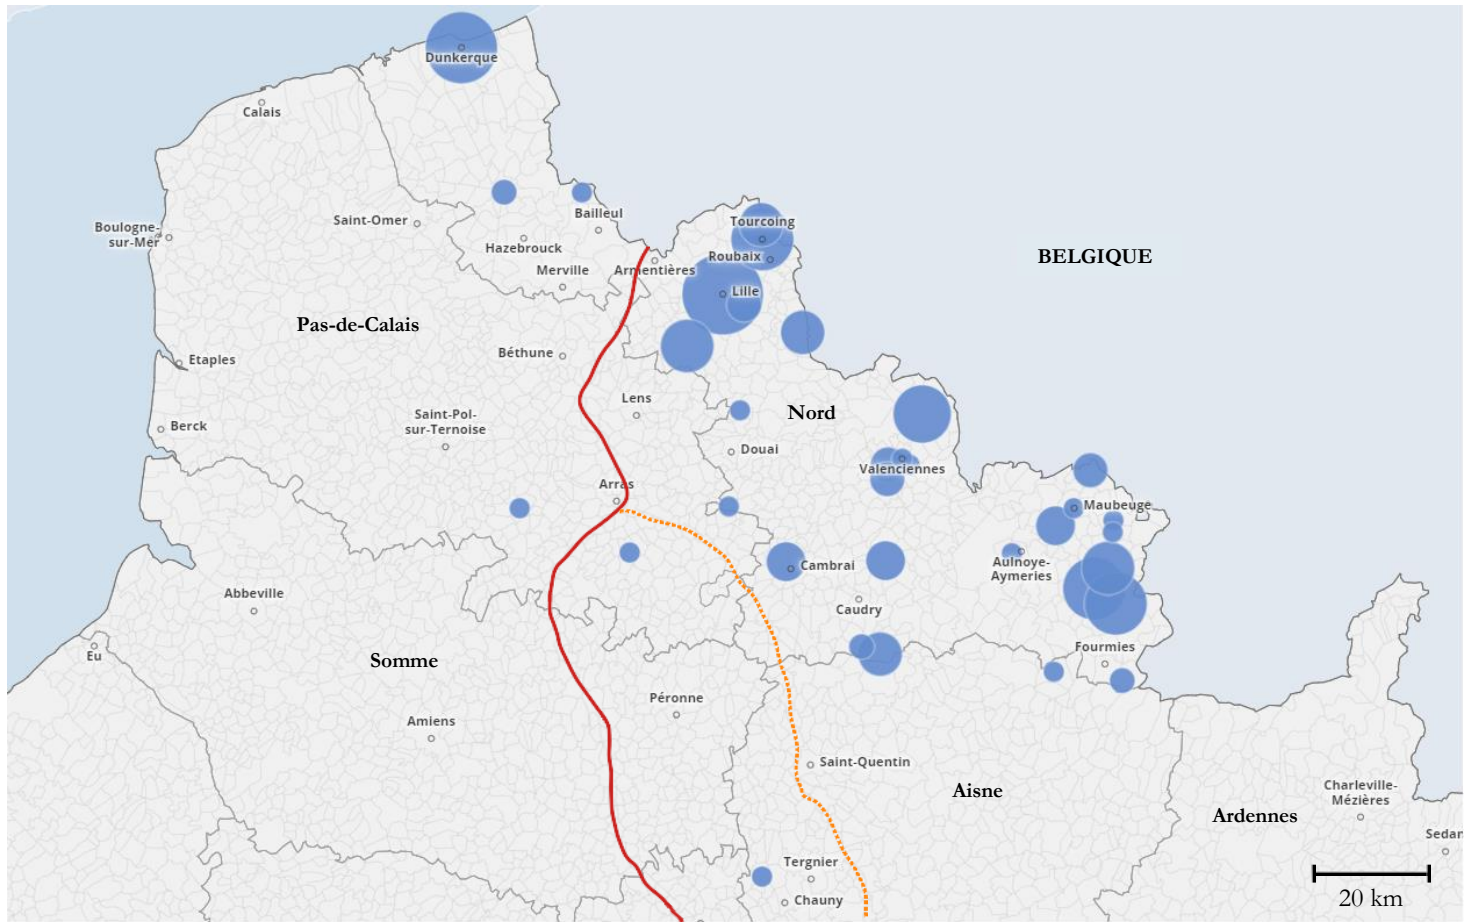 Dunkerque
Calais
Saint-Omer
Bailleul
Boulogne-
sur-Mer
Tourcoing
Hazebrouck
Roubaix
BELGIQUE
Merville
Armentières
Lille
Pas-de-Calais
Béthune
Etaples
Lens
Nord
Saint-Pol-
sur-Ternoise
Berck
Douai
Valenciennes
Arras
Maubeuge
Cambrai
Aulnoye-
Aymeries
Abbeville
Caudry
Eu
Somme
Fourmies
Péronne
Amiens
Saint-Quentin
Aisne
Charleville-
Mézières
Ardennes
Sedan
Tergnier
Chauny
20 km